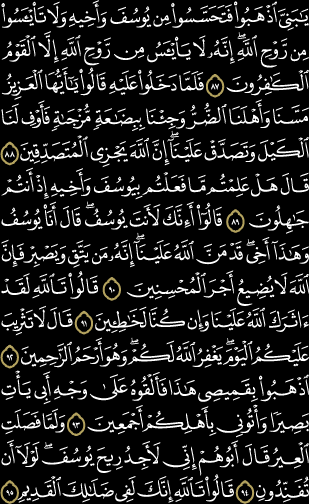 يَـٰبَنِىَّ ٱذْهَبُوا۟ فَتَحَسَّسُوا۟ مِن يُوسُفَ وَأَخِيهِ وَلَا تَا۟يْـَٔسُوا۟
مِن رَّوْحِ ٱللَّهِ ۖ إِنَّهُۥ لَا يَا۟يْـَٔسُ مِن رَّوْحِ ٱللَّهِ إِلَّا ٱلْقَوْمُ
ٱلْكَـٰفِرُونَ ٨٧ فَلَمَّا دَخَلُوا۟ عَلَيْهِ قَالُوا۟ يَـٰٓأَيُّهَا ٱلْعَزِيزُ
مَسَّنَا وَأَهْلَنَا ٱلضُّرُّ وَجِئْنَا بِبِضَـٰعَةٍ مُّزْجَىٰةٍ فَأَوْفِ لَنَا
ٱلْكَيْلَ وَتَصَدَّقْ عَلَيْنَآ ۖ إِنَّ ٱللَّهَ يَجْزِى ٱلْمُتَصَدِّقِينَ ٨٨
قَالَ هَلْ عَلِمْتُم مَّا فَعَلْتُم بِيُوسُفَ وَأَخِيهِ إِذْ أَنتُمْ
جَـٰهِلُونَ ٨٩ قَالُوٓا۟ أَءِنَّكَ لَأَنتَ يُوسُفُ ۖ قَالَ أَنَا۠ يُوسُفُ
وَهَـٰذَآ أَخِى ۖ قَدْ مَنَّ ٱللَّهُ عَلَيْنَآ ۖ إِنَّهُۥ مَن يَتَّقِ وَيَصْبِرْ فَإِنَّ
ٱللَّهَ لَا يُضِيعُ أَجْرَ ٱلْمُحْسِنِينَ ٩٠ قَالُوا۟ تَٱللَّهِ لَقَدْ
ءَاثَرَكَ ٱللَّهُ عَلَيْنَا وَإِن كُنَّا لَخَـٰطِـِٔينَ ٩١ قَالَ لَا تَثْرِيبَ
عَلَيْكُمُ ٱلْيَوْمَ ۖ يَغْفِرُ ٱللَّهُ لَكُمْ ۖ وَهُوَ أَرْحَمُ ٱلرَّٰحِمِينَ ٩٢
ٱذْهَبُوا۟ بِقَمِيصِى هَـٰذَا فَأَلْقُوهُ عَلَىٰ وَجْهِ أَبِى يَأْتِ
بَصِيرًا وَأْتُونِى بِأَهْلِكُمْ أَجْمَعِينَ ٩٣ وَلَمَّا فَصَلَتِ
ٱلْعِيرُ قَالَ أَبُوهُمْ إِنِّى لَأَجِدُ رِيحَ يُوسُفَ ۖ لَوْلَآ أَن
تُفَنِّدُونِ ٩٤ قَالُوا۟ تَٱللَّهِ إِنَّكَ لَفِى ضَلَـٰلِكَ ٱلْقَدِيمِ ٩٥